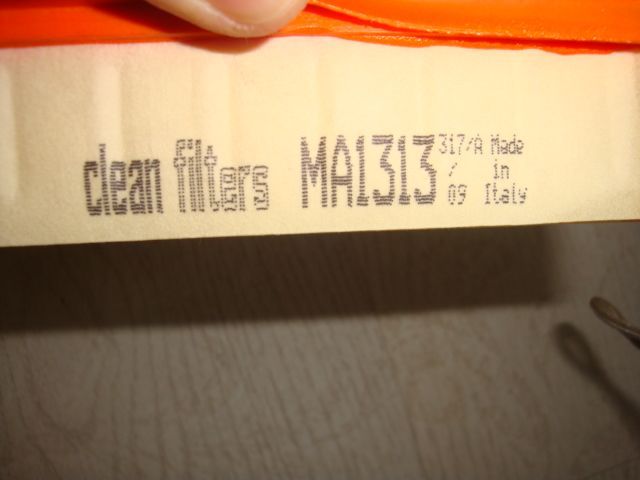 clean filters MA1313 317/A Made
/ in
09 Italy